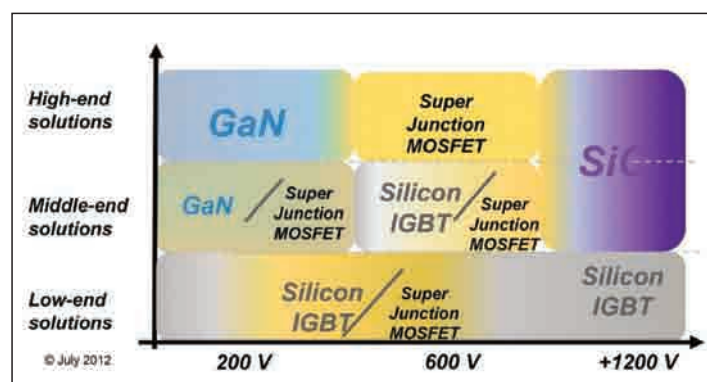 High-end
solutions
GaN
Super
Junction
MOSFET
SiC
Middle-end
solutions
GaN / Super
Junction
MOSFET
Silicon
IGBT / Super
Junction
MOSFET
Low-end
solutions
Silicon
IGBT / Super
Junction
MOSFET
Silicon
IGBT
© July 2012
200 V
600 V
+1200 V